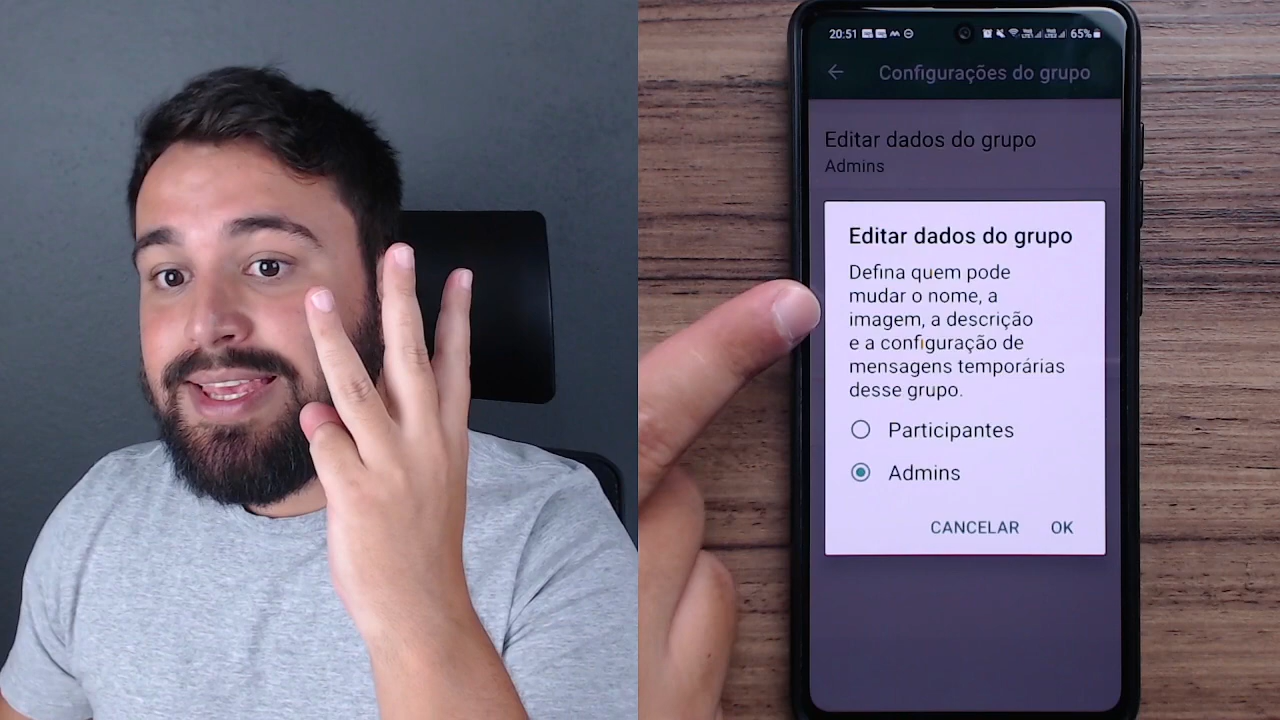 20:51
65%
Configurações do grupo
Editar dados do grupo
Admins
Editar dados do grupo
Defina quem pode
mudar o nome, a
imagem, a descrição
e a configuração de
mensagens temporárias
desse grupo.
Participantes
Admins
CANCELAR OK